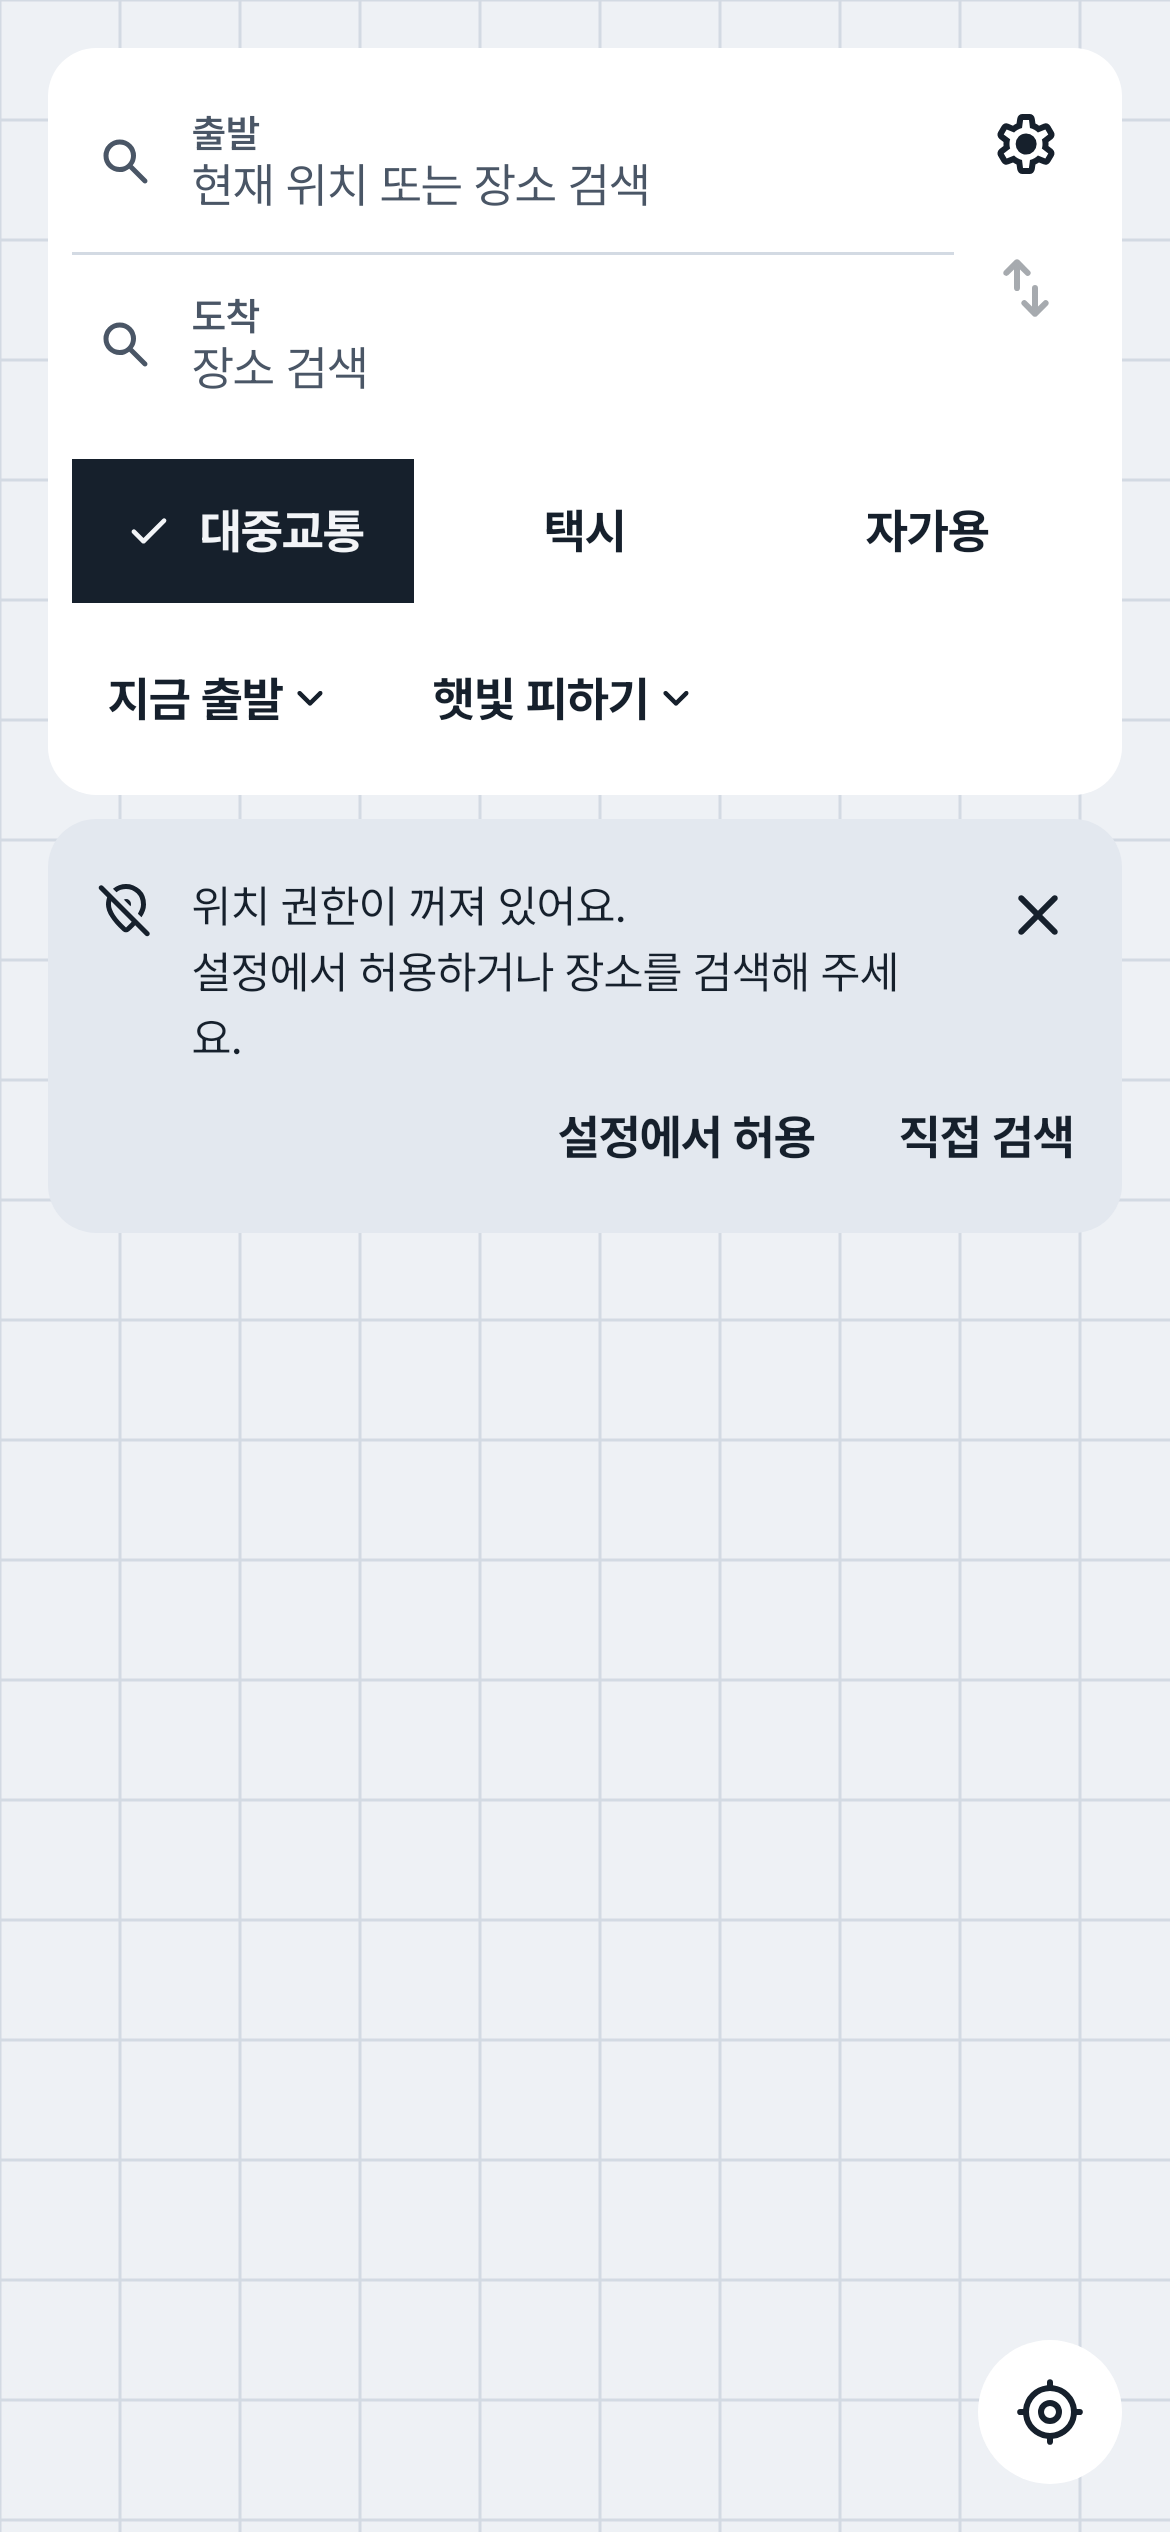 출발
현재 위치 또는 장소 검색
도착
장소 검색
대중교통
택시
자가용
지금 출발
햇빛 피하기
위치 권한이 꺼져 있어요.
설정에서 허용하거나 장소를 검색해 주세
요.
설정에서 허용
직접 검색